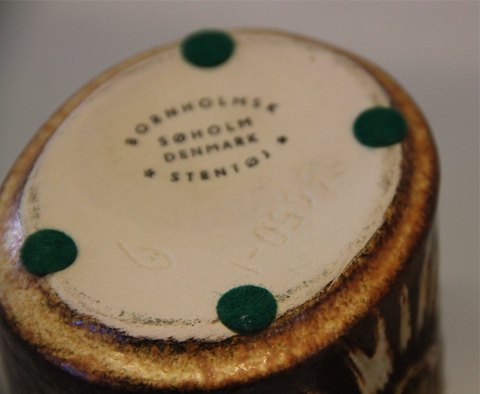 BORNHOLMSK
SØHOLM
DENMARK
* STENTØJ *